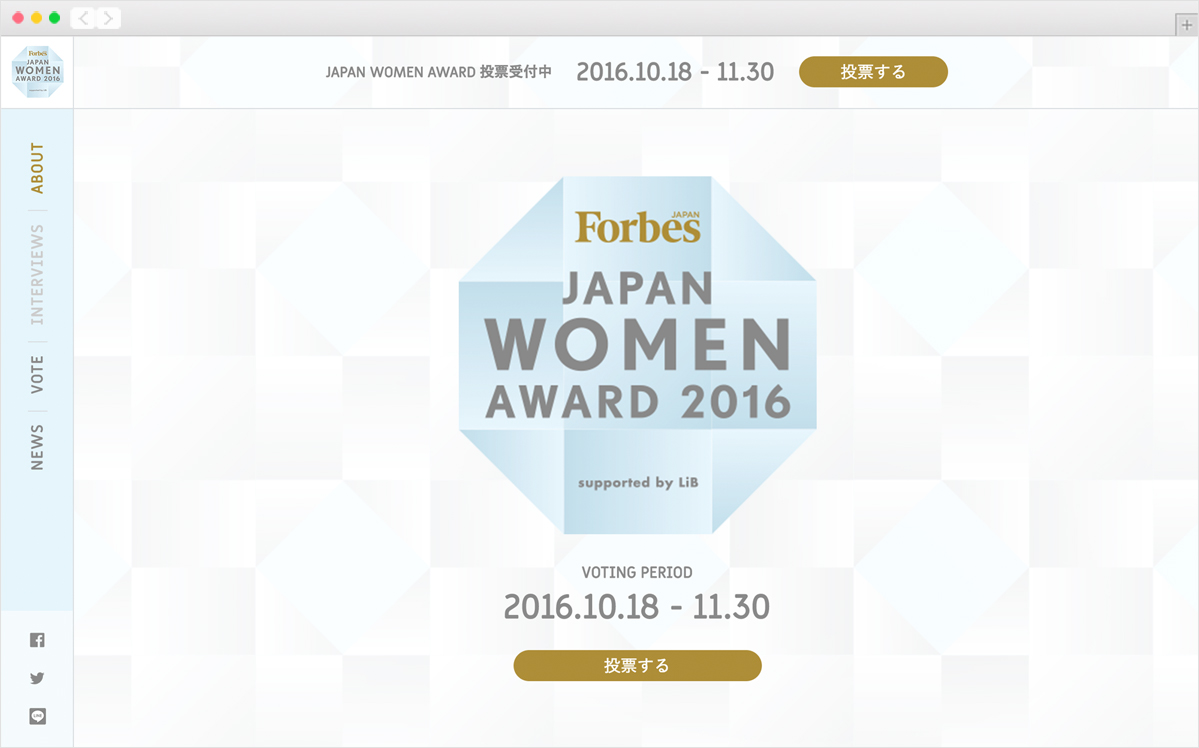 Forbes
JAPAN
WOMEN
AWARD 2016
JAPAN WOMEN AWARD 投票受付中 2016.10.18 - 11.30 投票する
ABOUT
INTERVIEWS
VOTE
NEWS
Forbes JAPAN
JAPAN
WOMEN
AWARD 2016
supported by LiB
VOTING PERIOD
2016.10.18 - 11.30
投票する
LINE